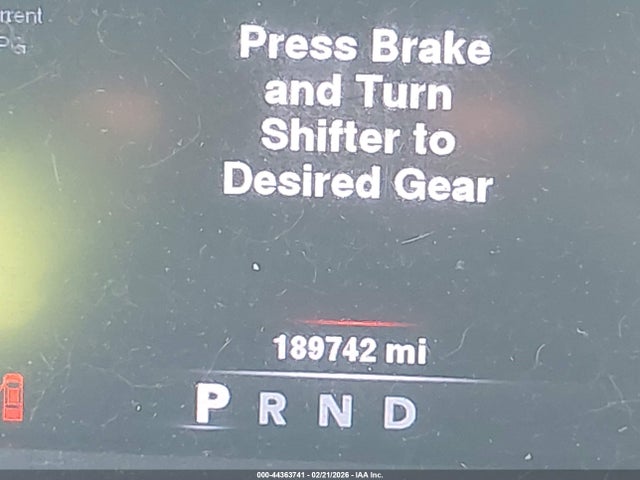 Press Brake
and Turn
Shifter to
Desired Gear
189742 mi
P R N D
000-44363741 - 02/21/2026 - IAA Inc.